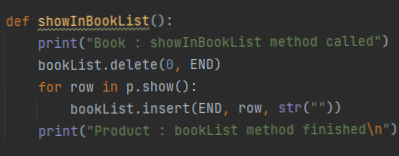 def showInBookList():
    print("Book : showInBookList method called")
    bookList.delete(0, END)
    for row in p.show():
        bookList.insert(END, row, str(""))
    print("Product : bookList method finished\n")